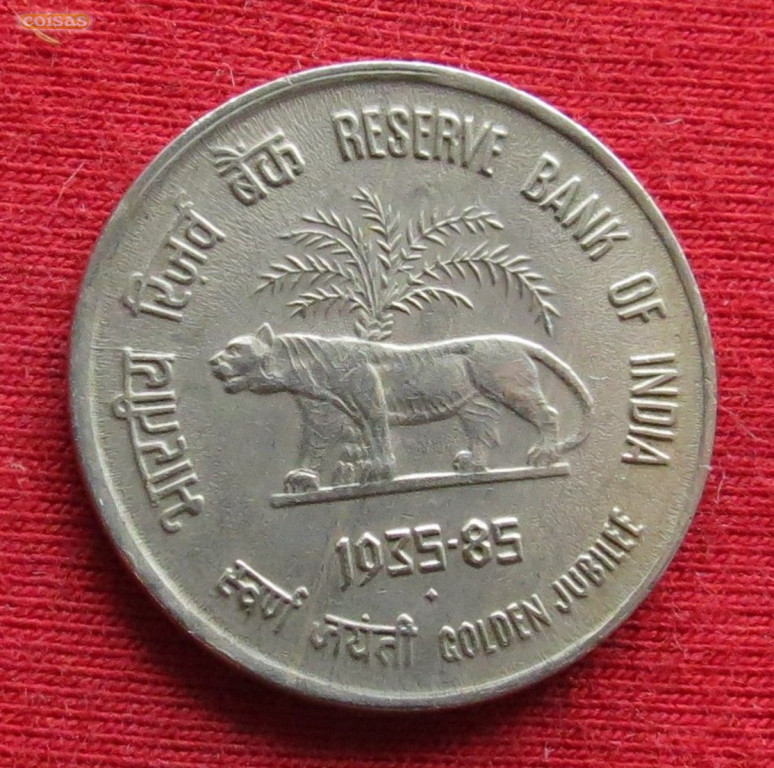 coisas
भारतीय रिज़र्व बैंक RESERVE BANK OF INDIA
1935-85
स्वर्ण जयंती GOLDEN JUBILEE